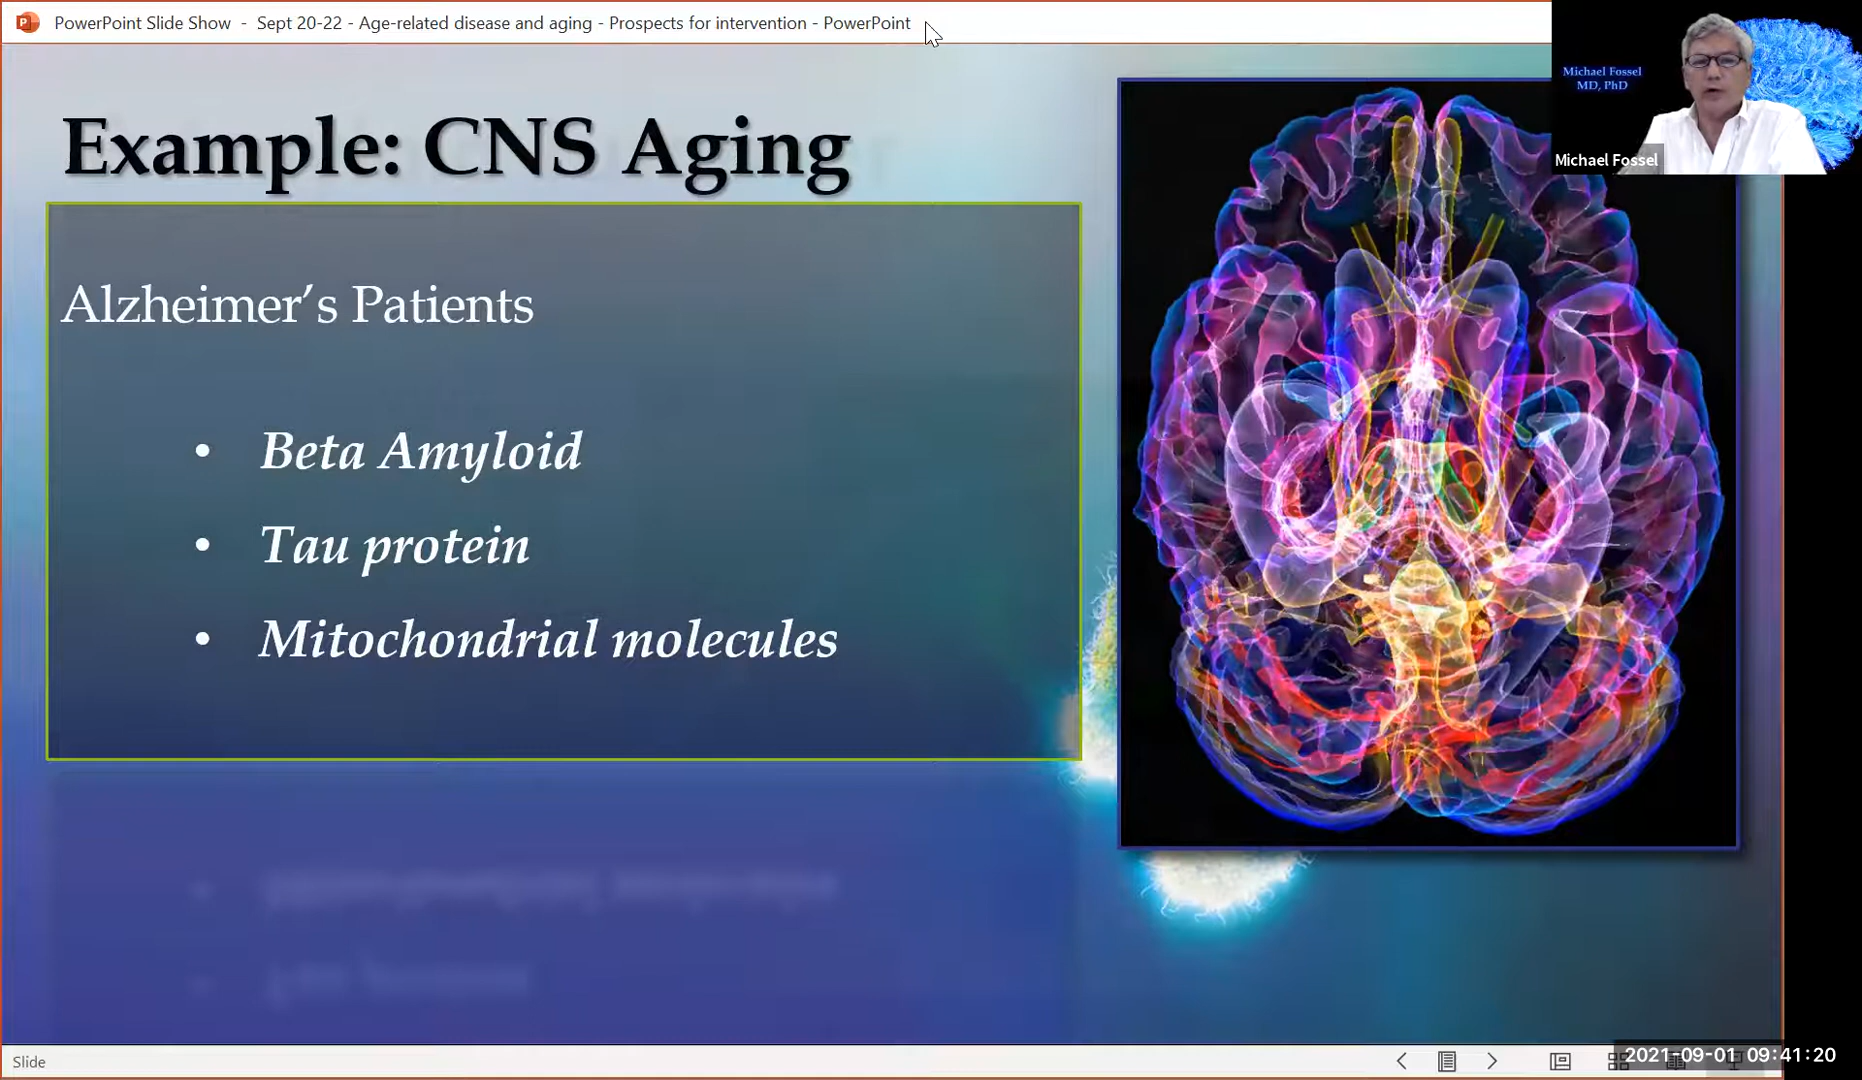 PowerPoint Slide Show - Sept 20-22 - Age-related disease and aging - Prospects for intervention - PowerPoint
Michael Fossel
MD, PhD
Michael Fossel
Example: CNS Aging
Alzheimer’s Patients
• Beta Amyloid
• Tau protein
• Mitochondrial molecules
Slide
2021-09-01 09:41:20